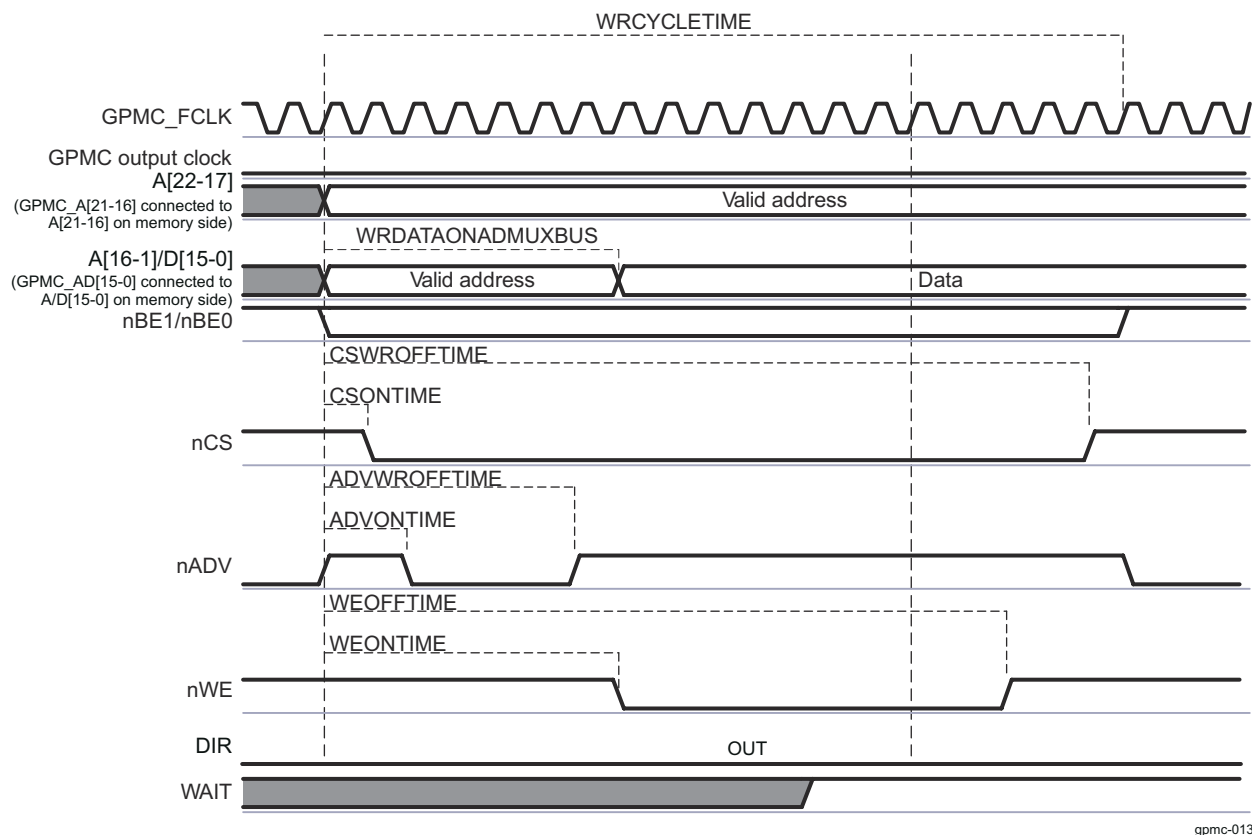 WRCYCLETIME
GPMC_FCLK
GPMC output clock
A[22-17]
(GPMC_A[21-16] connected to
A[21-16] on memory side)
Valid address
WRDATAONADMUXBUS
A[16-1]/D[15-0]
(GPMC_AD[15-0] connected to
A/D[15-0] on memory side)
Valid address
Data
nBE1/nBE0
CSWROFFTIME
CSONTIME
nCS
ADVWROFFTIME
ADVONTIME
nADV
WEOFFTIME
WEONTIME
nWE
DIR
OUT
WAIT
gpmc-013